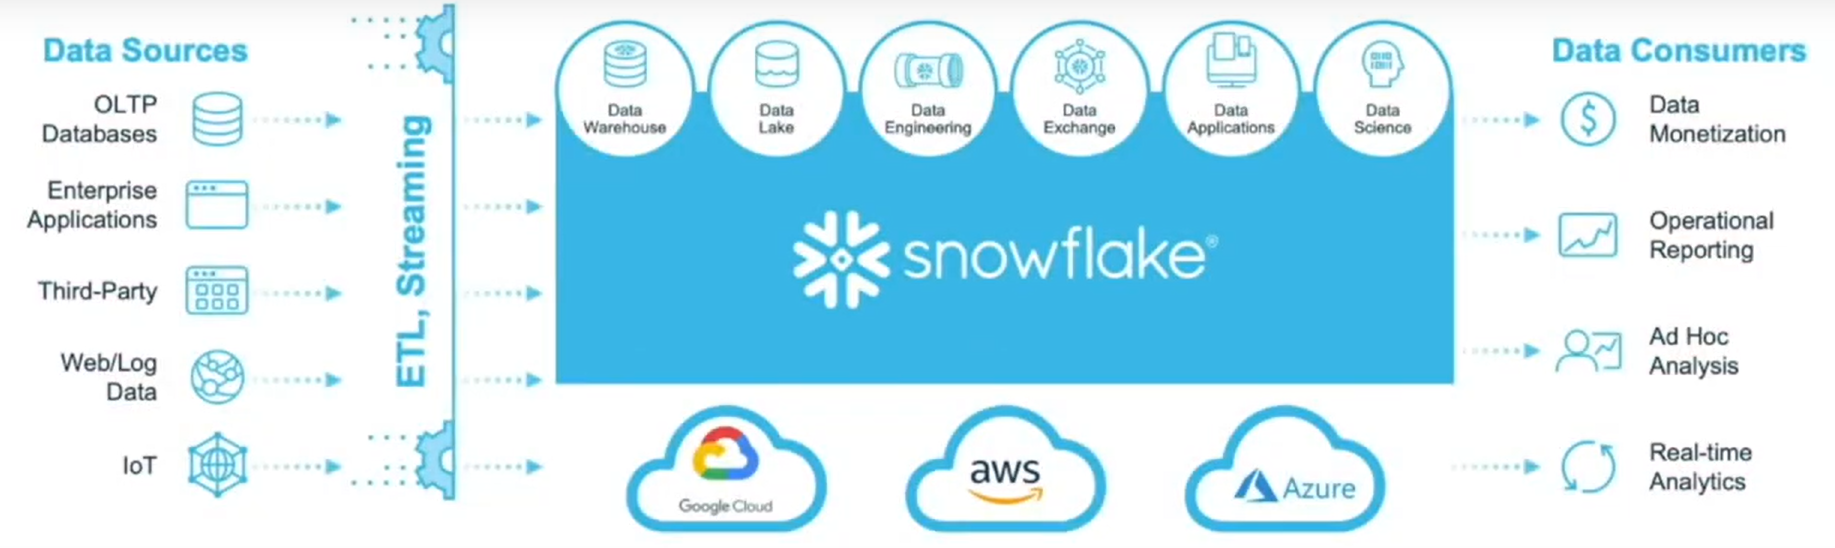 Data Sources
OLTP
Databases
Enterprise
Applications
Third-Party
Web/Log
Data
IoT
ETL, Streaming
Data
Warehouse
Data
Lake
Data
Engineering
Data
Exchange
Data
Applications
Data
Science
snowflake®
Google Cloud
aws
Azure
Data Consumers
Data
Monetization
Operational
Reporting
Ad Hoc
Analysis
Real-time
Analytics